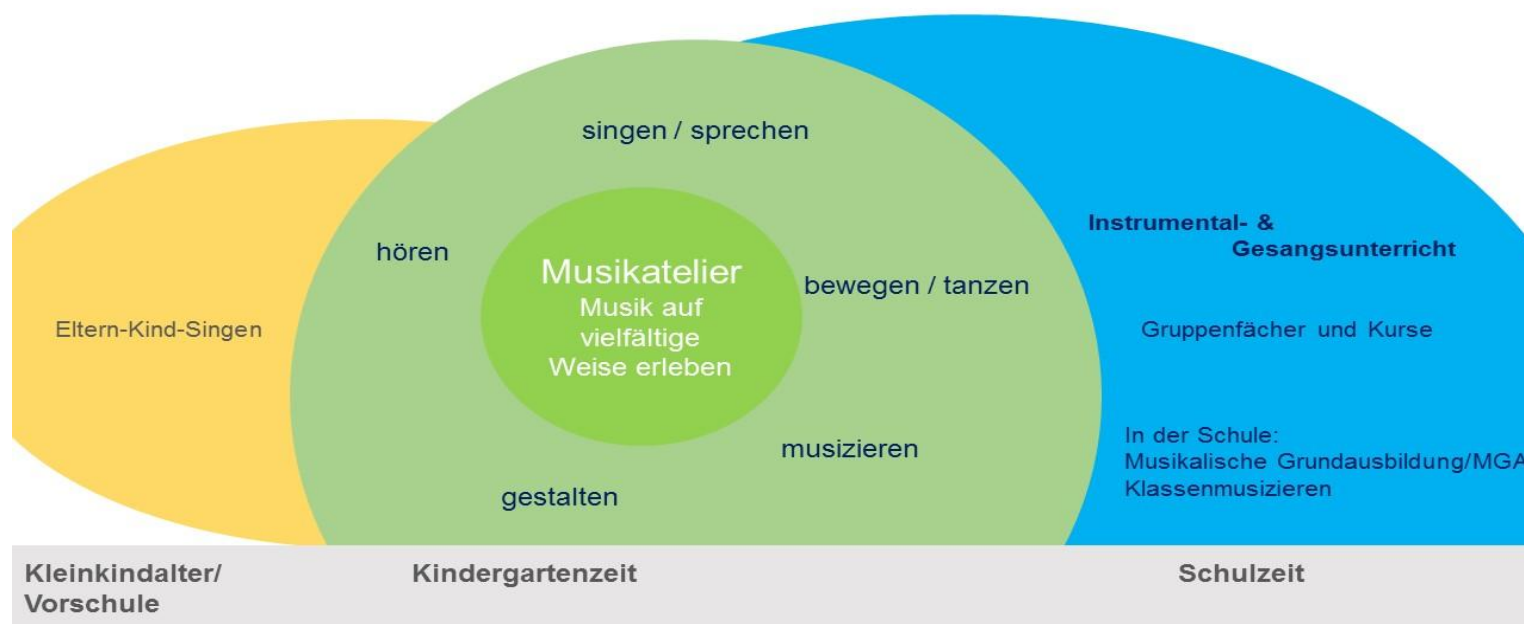 singen / sprechen
hören
Musikatelier
Musik auf
vielfältige
Weise erleben
bewegen / tanzen
musizieren
gestalten
Eltern-Kind-Singen
Instrumental- &
Gesangsunterricht
Gruppenfächer und Kurse
In der Schule:
Musikalische Grundausbildung/MGA
Klassenmusizieren
Kleinkindalter/
Vorschule
Kindergartenzeit
Schulzeit